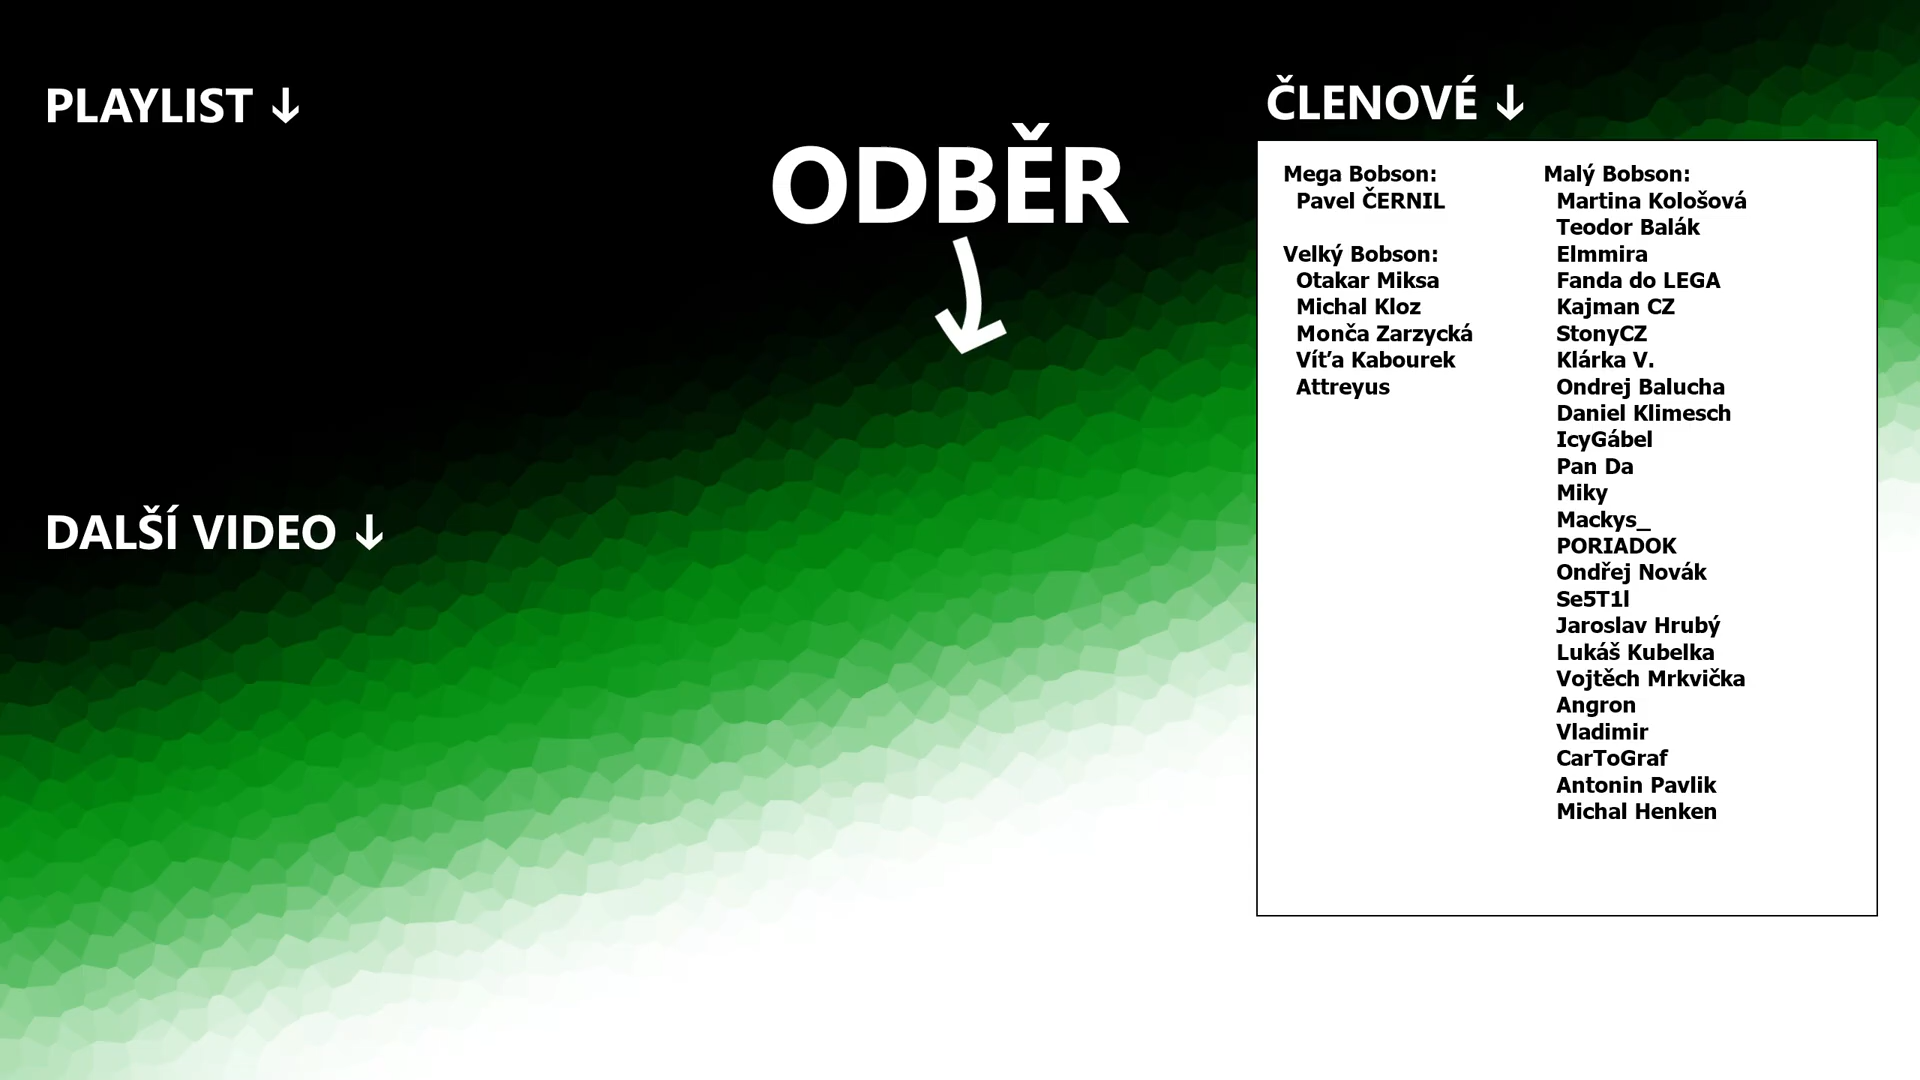 PLAYLIST ↓
ODBĚR
DALŠÍ VIDEO ↓
ČLENOVÉ ↓
Mega Bobson:
Pavel ČERNIL
Velký Bobson:
Otakar Miksa
Michal Kloz
Monča Zarzycká
Víťa Kabourek
Attreyus
Malý Bobson:
Martina Kološová
Teodor Balák
Elmmira
Fanda do LEGA
Kajman CZ
StonyCZ
Klárka V.
Ondrej Balucha
Daniel Klimesch
IcyGábel
Pan Da
Miky
Mackys_
PORIADOK
Ondřej Novák
Se5T1l
Jaroslav Hrubý
Lukáš Kubelka
Vojtěch Mrkvička
Angron
Vladimir
CarToGraf
Antonin Pavlik
Michal Henken